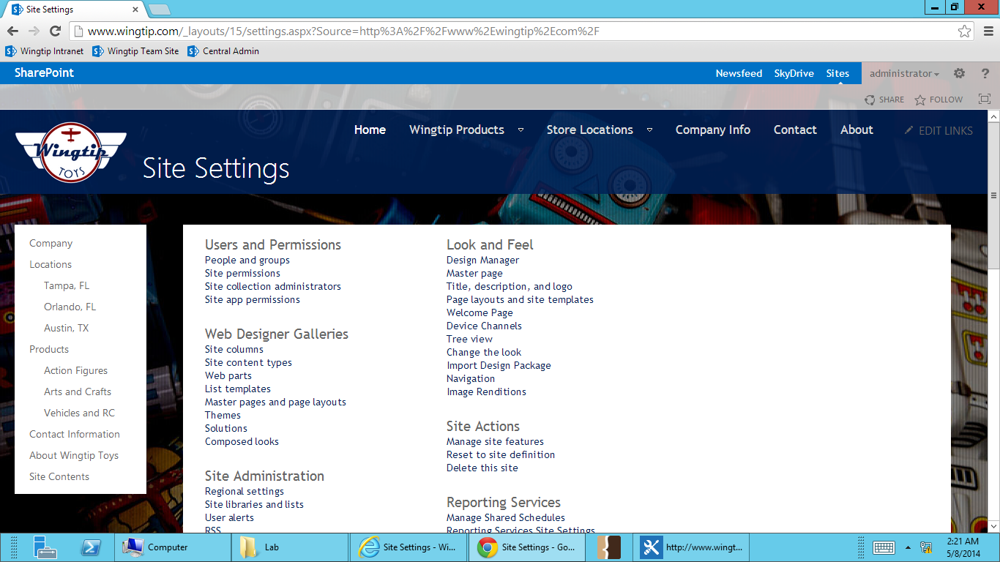 Site Settings
www.wingtip.com/_layouts/15/settings.aspx?Source=http%3A%2F%2Fwww%2Ewingtip%2Ecom%2F
Wingtip Intranet Wingtip Team Site Central Admin
SharePoint Newsfeed SkyDrive Sites administrator
SHARE FOLLOW
Home Wingtip Products Store Locations Company Info Contact About EDIT LINKS
Wingtip
TOYS
Site Settings
Company
Locations
Tampa, FL
Orlando, FL
Austin, TX
Products
Action Figures
Arts and Crafts
Vehicles and RC
Contact Information
About Wingtip Toys
Site Contents
Users and Permissions
People and groups
Site permissions
Site collection administrators
Site app permissions
Web Designer Galleries
Site columns
Site content types
Web parts
List templates
Master pages and page layouts
Themes
Solutions
Composed looks
Site Administration
Regional settings
Site libraries and lists
User alerts
RSS
Look and Feel
Design Manager
Master page
Title, description, and logo
Page layouts and site templates
Welcome Page
Device Channels
Tree view
Change the look
Import Design Package
Navigation
Image Renditions
Site Actions
Manage site features
Reset to site definition
Delete this site
Reporting Services
Manage Shared Schedules
Reporting Services Site Settings
Computer Lab Site Settings - Wi... Site Settings - Go... http://www.wingt...
2:21 AM
5/8/2014